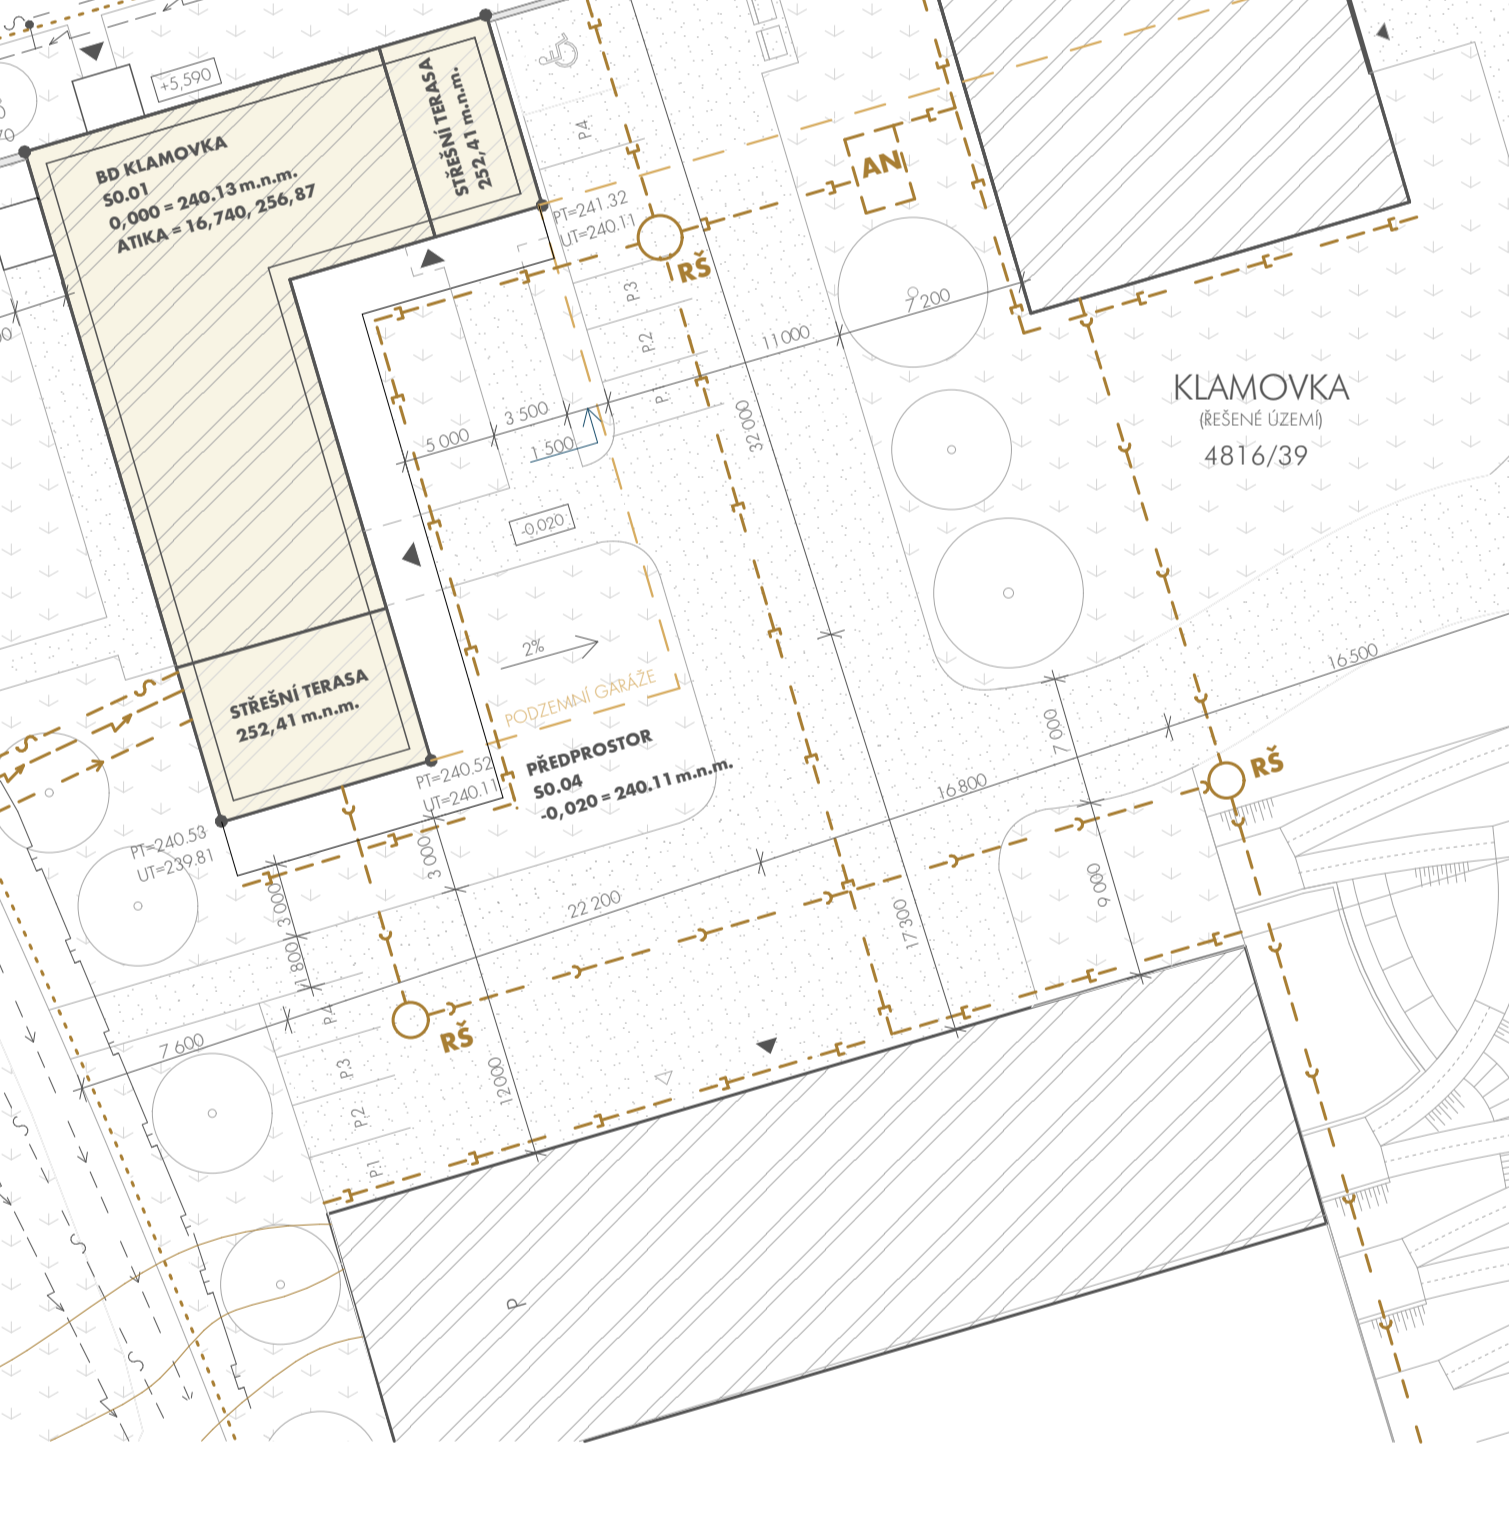 +5,590
BD KLAMOVKA
S0.01
0,000 = 240.13 m.n.m.
ATIKA = 16,740, 256,87
STŘEŠNÍ TERASA
252,41 m.n.m.
P4
PT=241.32
UT=240.11
RŠ
AN
P3
P2
7 200
11 000
KLAMOVKA
(ŘEŠENÉ ÚZEMÍ)
4816/39
3 500
5 000
1 500
32 000
-0,020
2%
PODZEMNÍ GARÁŽE
STŘEŠNÍ TERASA
252,41 m.n.m.
PŘEDPROSTOR
S0.04
-0,020 = 240.11 m.n.m.
PT=240.52
UT=240.11
PT=240.53
UT=239.81
16 500
7 000
RŠ
16 800
9 000
3 000
3 000
1 800
22 200
17 300
7 600
RŠ
12 000
P4
P3
P2
P1
P
S
S
S
S
S